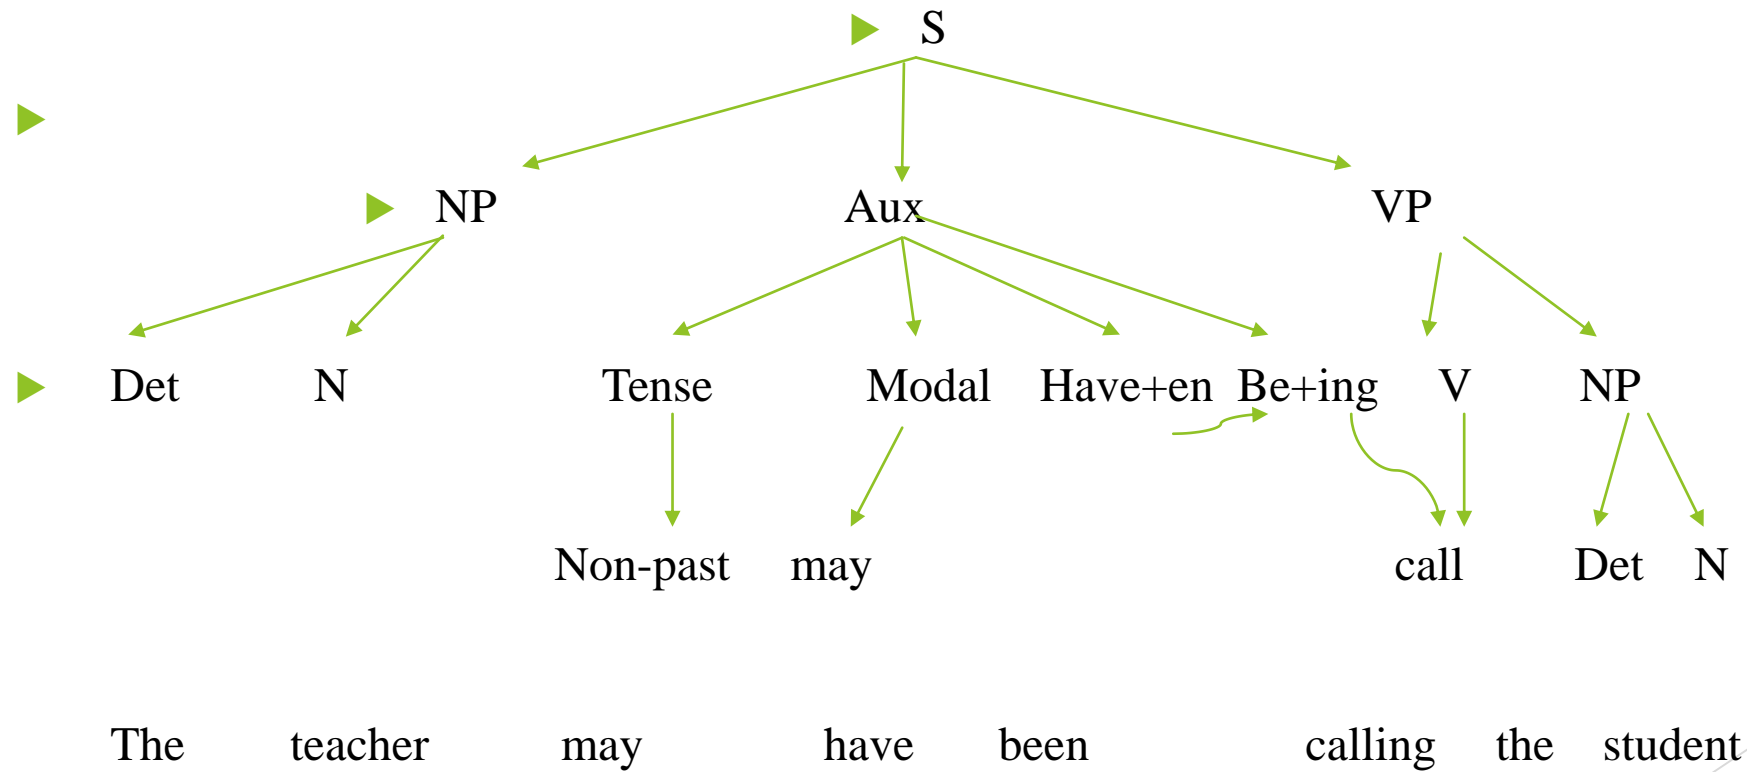 S
NP Aux VP
Det N Tense Modal Have+en Be+ing V NP
Non-past may call Det N
The teacher may have been calling the student